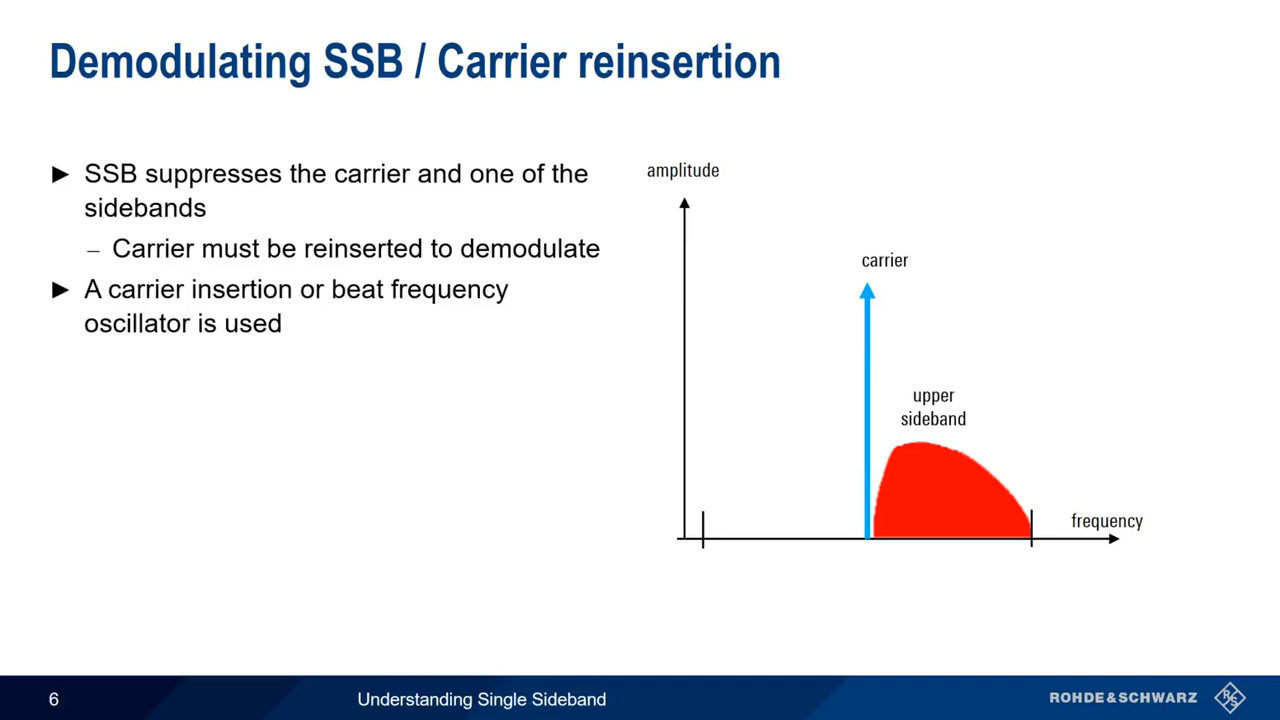 Demodulating SSB / Carrier reinsertion
► SSB suppresses the carrier and one of the
sidebands
– Carrier must be reinserted to demodulate
► A carrier insertion or beat frequency
oscillator is used
amplitude
carrier
upper
sideband
frequency
6
Understanding Single Sideband
ROHDE&SCHWARZ
R
S